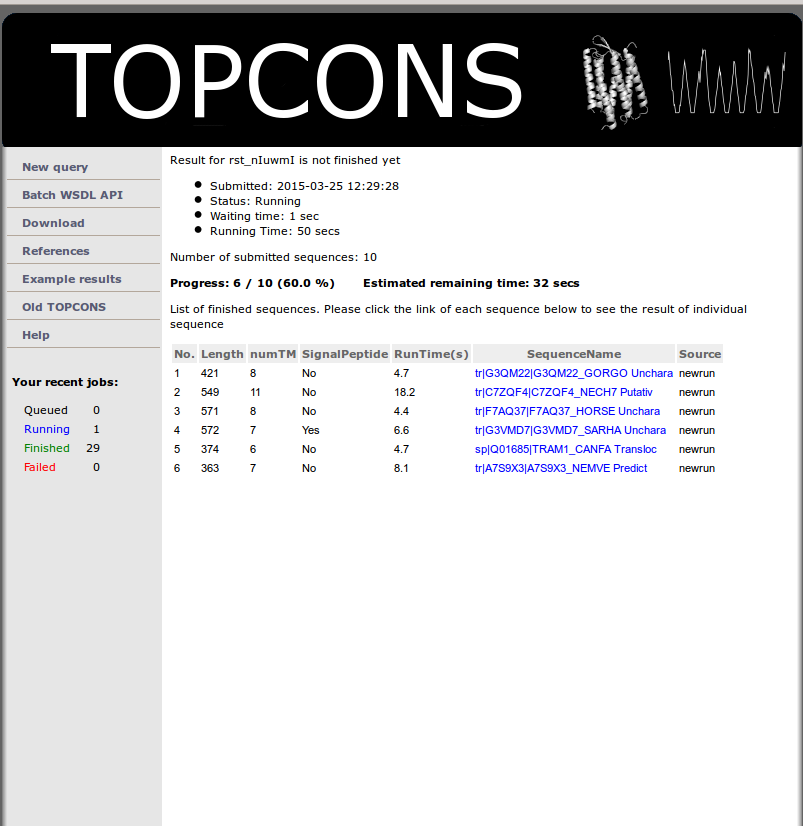 TOPCONS
New query
Batch WSDL API
Download
References
Example results
Old TOPCONS
Help
Your recent jobs:
Queued 0
Running 1
Finished 29
Failed 0
Result for rst_nIuwmI is not finished yet
Submitted: 2015-03-25 12:29:28
Status: Running
Waiting time: 1 sec
Running Time: 50 secs
Number of submitted sequences: 10
Progress: 6 / 10 (60.0 %) Estimated remaining time: 32 secs
List of finished sequences. Please click the link of each sequence below to see the result of individual
sequence
No. Length numTM SignalPeptide RunTime(s) SequenceName Source
1 421 8 No 4.7 tr|G3QM22|G3QM22_GORGO Unchara newrun
2 549 11 No 18.2 tr|C7ZQF4|C7ZQF4_NECH7 Putativ newrun
3 571 8 No 4.4 tr|F7AQ37|F7AQ37_HORSE Unchara newrun
4 572 7 Yes 6.6 tr|G3VMD7|G3VMD7_SARHA Unchara newrun
5 374 6 No 4.7 sp|Q01685|TRAM1_CANFA Transloc newrun
6 363 7 No 8.1 tr|A7S9X3|A7S9X3_NEMVE Predict newrun